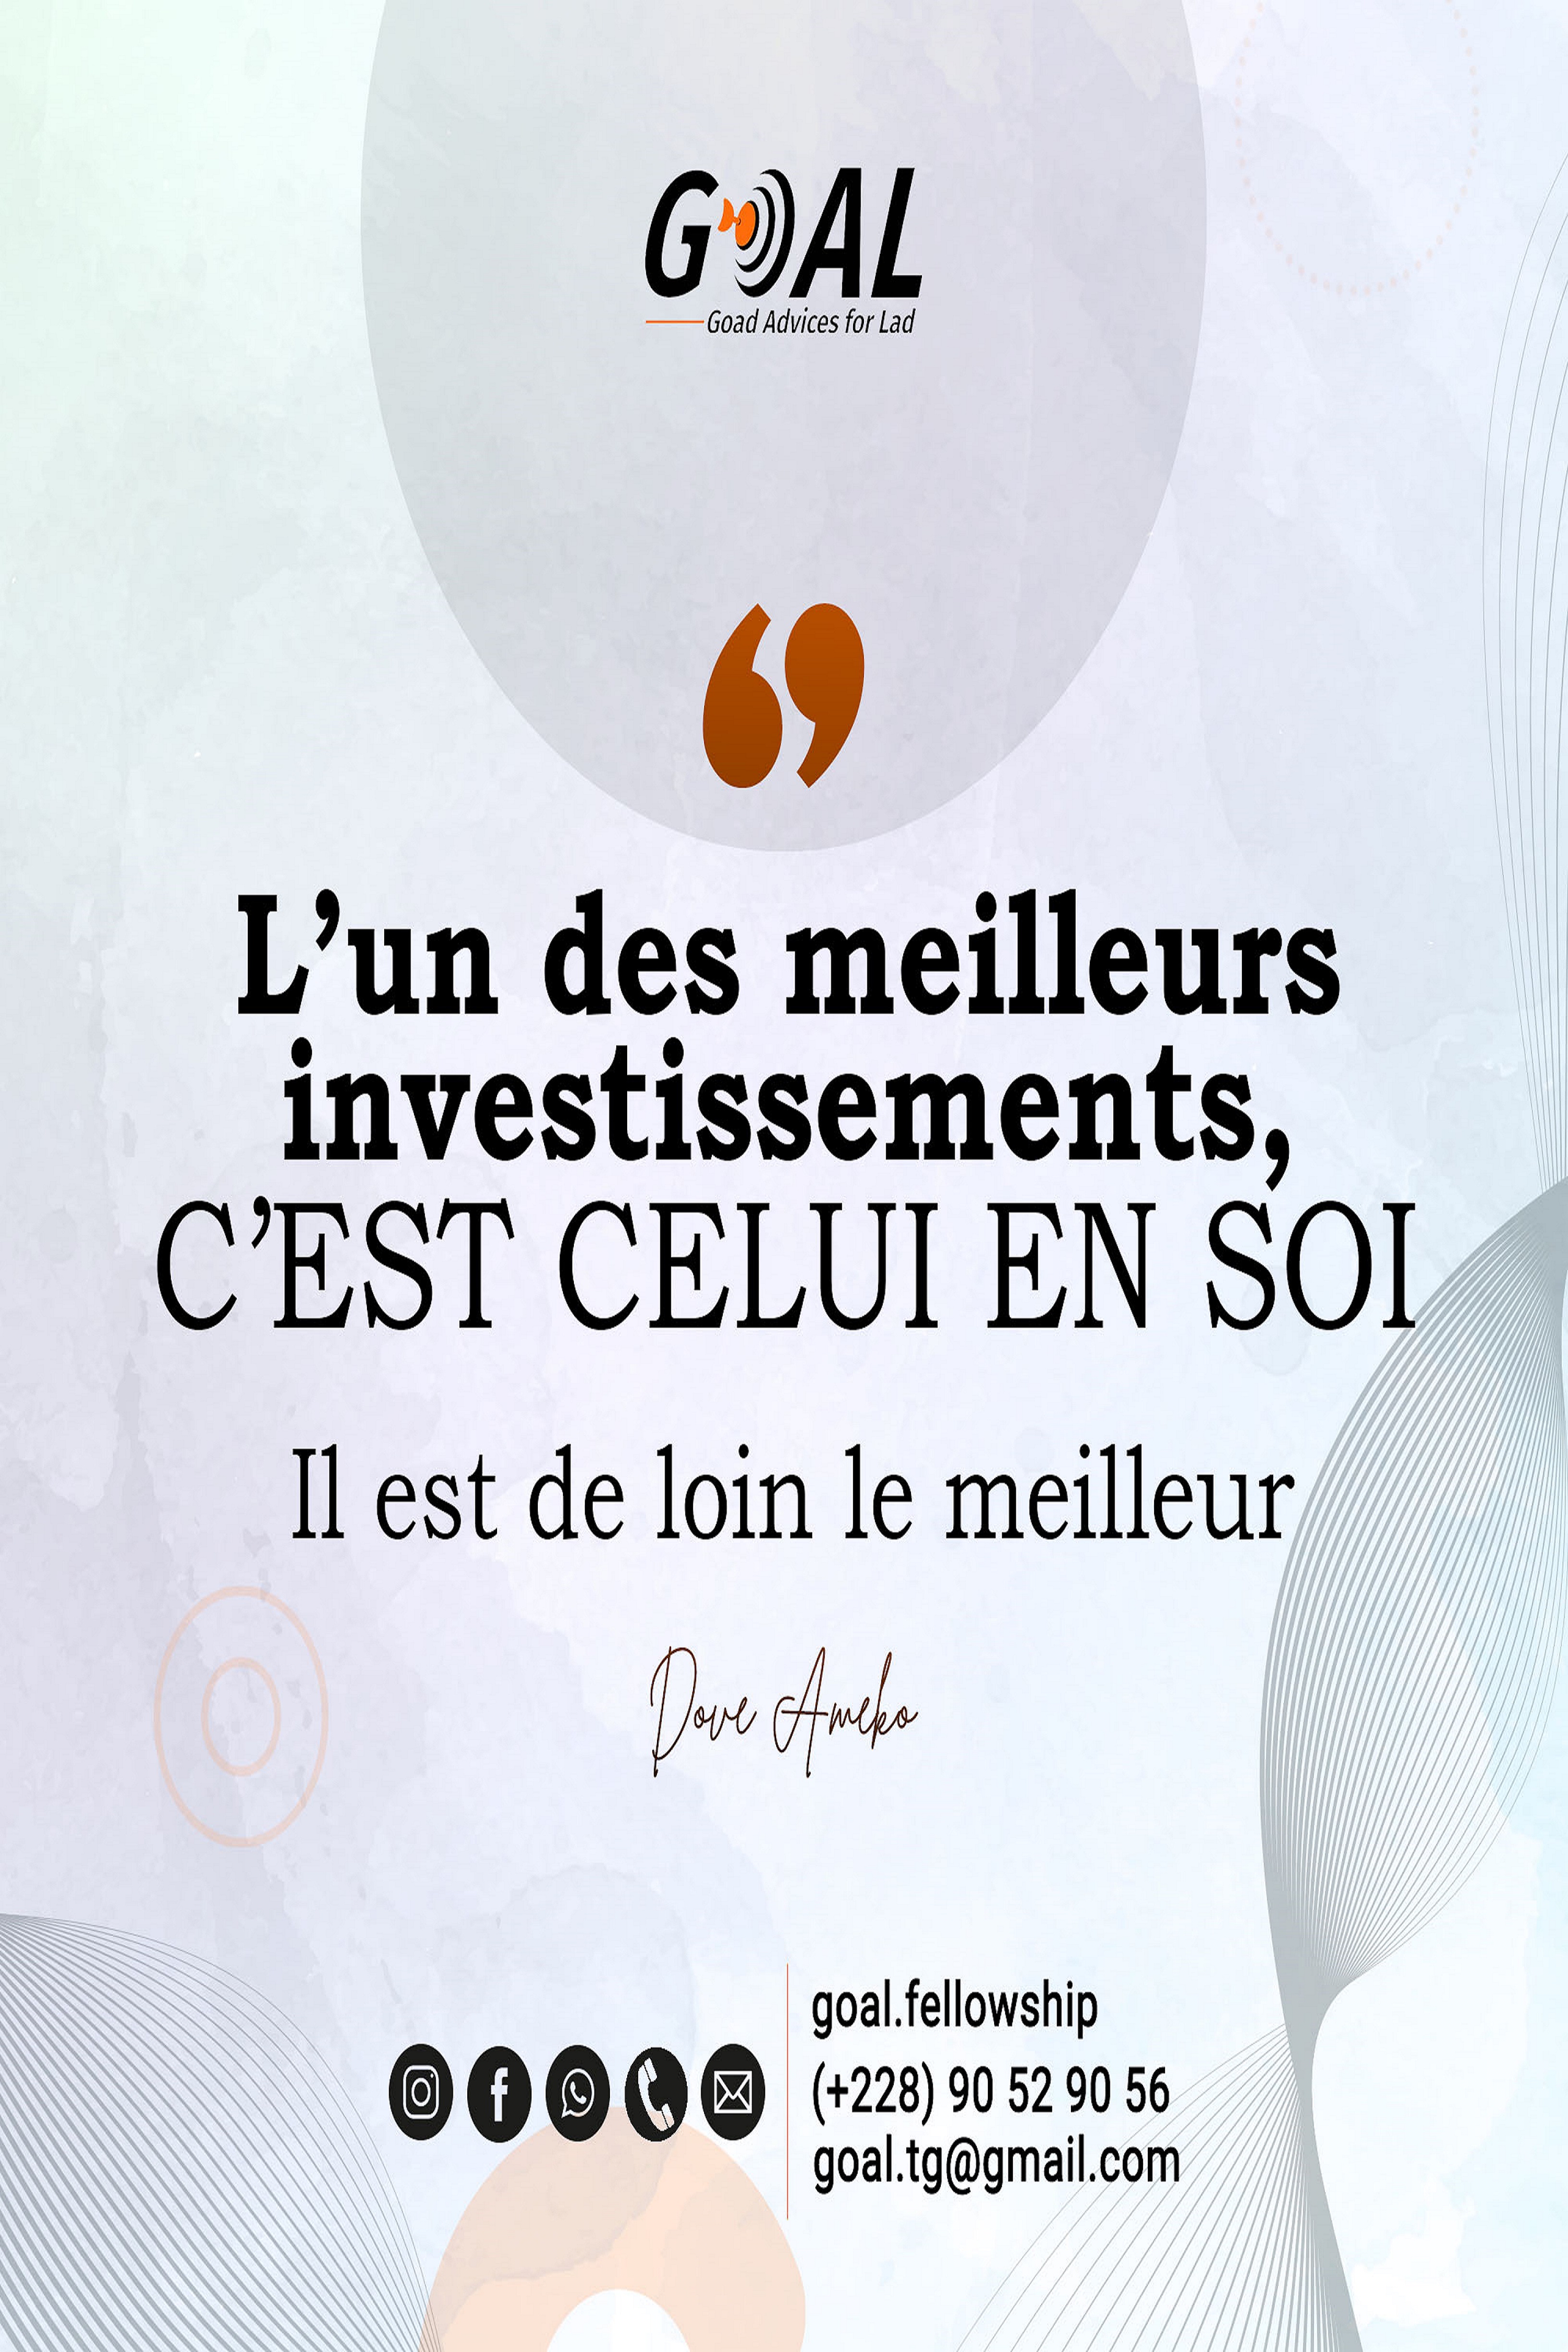 GOAL
Goad Advices for Lad
L’un des meilleurs
investissements,
C’EST CELUI EN SOI
Il est de loin le meilleur
Dove Ameko
goal.fellowship
(+228) 90 52 90 56
goal.tg@gmail.com